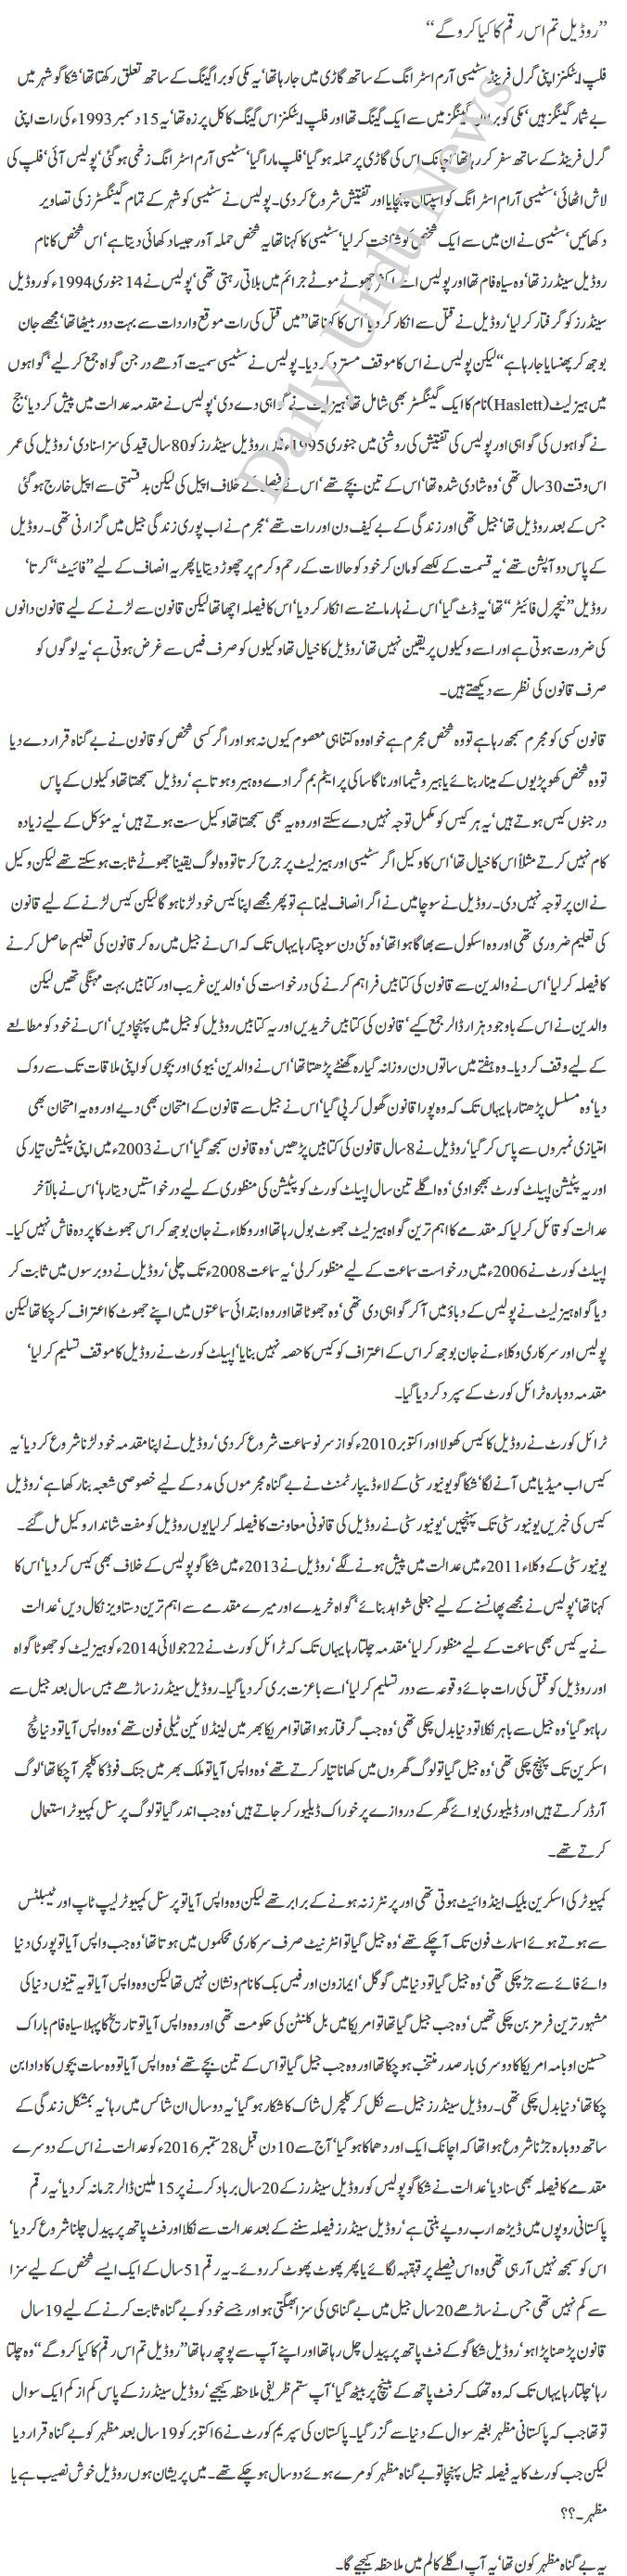 ”روڈیل تم اس رقم کا کیا کرو گے“
فلپ ایٹکنز اپنی گرل فرینڈ سٹیسی آرم اسٹرانگ کے ساتھ گاڑی میں جا رہا تھا‘ یہ مکی کوبرا گینگ کے ساتھ تعلق رکھتا تھا‘ شکاگو شہر میں
بے شمار گینگز ہیں‘ مکی کوبرا ان گینگز میں سے ایک گینگ تھا اور فلپ ایٹکنز اس گینگ کا کل پرزہ تھا‘ یہ 15 دسمبر 1993ء کی رات اپنی
گرل فرینڈ کے ساتھ سفر کر رہا تھا‘ اچانک اس کی گاڑی پر حملہ ہو گیا‘ فلپ مارا گیا‘ سٹیسی آرم اسٹرانگ زخمی ہو گئی‘ پولیس آئی‘ فلپ کی
لاش اٹھائی‘ سٹیسی آرام اسٹرانگ کو اسپتال پہنچایا اور تفتیش شروع کر دی۔ پولیس نے سٹیسی کو شہر کے تمام گینگسٹرز کی تصاویر
دکھائیں‘ سٹیسی نے ان میں سے ایک شخص کو شناخت کر لیا‘ سٹیسی کا کہنا تھا یہ شخص حملہ آور جیسا دکھائی دیتا ہے‘ اس شخص کا نام
روڈیل سینڈرز تھا‘ وہ سیاہ فام تھا اور پولیس اسے اکثر چھوٹے موٹے جرائم میں بلاتی رہتی تھی‘ پولیس نے 14 جنوری 1994ء کو روڈیل
سینڈرز کو گرفتار کر لیا‘ روڈیل نے قتل سے انکار کر دیا‘ اس کا کہنا تھا ”میں قتل کی رات موقع واردات سے بہت دور بیٹھا تھا‘ مجھے جان
بوجھ کر پھنسایا جا رہا ہے“ لیکن پولیس نے اس کا موقف مسترد کر دیا۔ پولیس نے سٹیسی سمیت آدھے درجن گواہ جمع کر لیے‘ گواہوں
میں ہیزلیٹ (Haslett) نام کا ایک گینگسٹر بھی شامل تھا‘ ہیزلیٹ نے گواہی دے دی‘ پولیس نے مقدمہ عدالت میں پیش کر دیا‘ جج
نے گواہوں کی گواہی اور پولیس کی تفتیش کی روشنی میں جنوری 1995ء میں روڈیل سینڈرز کو 80 سال قید کی سزا سنا دی‘ روڈیل کی عمر
اس وقت 30 سال تھی‘ وہ شادی شدہ تھا‘ اس کے تین بچے تھے‘ اس نے فیصلے کے خلاف اپیل کی لیکن بدقسمتی سے اپیل خارج ہو گئی
جس کے بعد روڈیل تھا‘ جیل تھی اور زندگی کے بے کیف دن اور رات تھے‘ مجرم نے اب پوری زندگی جیل میں گزارنی تھی۔ روڈیل
کے پاس دو آپشن تھے‘ یہ قسمت کے لکھے کو مان کر خود کو حالات کے رحم و کرم پر چھوڑ دیتا یا پھر یہ انصاف کے لیے ”فائیٹ“ کرتا‘
روڈیل ”نیچرل فائیٹر“ تھا‘ یہ ڈٹ گیا‘ اس نے ہار ماننے سے انکار کر دیا‘ اس کا فیصلہ اچھا تھا لیکن قانون سے لڑنے کے لیے قانون دانوں
کی ضرورت ہوتی ہے اور اسے وکیلوں پر یقین نہیں تھا‘ روڈیل کا خیال تھا وکیلوں کو صرف فیس سے غرض ہوتی ہے‘ یہ لوگوں کو
صرف قانون کی نظر سے دیکھتے ہیں۔
قانون کسی کو مجرم سمجھ رہا ہے تو وہ شخص مجرم ہے خواہ وہ کتنا ہی معصوم کیوں نہ ہو اور اگر کسی شخص کو قانون نے بے گناہ قرار دے دیا
تو وہ شخص کھوپڑیوں کے مینار بنائے یا ہیروشیما اور ناگاساکی پر ایٹم بم گرا دے وہ ہیرو ہوتا ہے‘ روڈیل سمجھتا تھا وکیلوں کے پاس
درجنوں کیس ہوتے ہیں‘ یہ ہر کیس کو مکمل توجہ نہیں دے سکتے اور وہ یہ بھی سمجھتا تھا وکیل سست ہوتے ہیں‘ یہ مؤکل کے لیے زیادہ
کام نہیں کرتے مثلاً اس کا خیال تھا‘ اس کا وکیل اگر سٹیسی اور ہیزلیٹ پر جرح کرتا تو وہ لوگ یقیناً جھوٹے ثابت ہو سکتے تھے لیکن وکیل
نے ان پر توجہ نہیں دی۔ روڈیل نے سوچا میں نے اگر انصاف لینا ہے تو پھر مجھے اپنا کیس خود لڑنا ہو گا لیکن کیس لڑنے کے لیے قانون
کی تعلیم ضروری تھی اور وہ اسکول سے بھاگا ہوا تھا‘ وہ کئی دن سوچتا رہا یہاں تک کہ اس نے جیل میں رہ کر قانون کی تعلیم حاصل کرنے
کا فیصلہ کر لیا‘ اس نے والدین سے قانون کی کتابیں فراہم کرنے کی درخواست کی‘ والدین غریب اور کتابیں بہت مہنگی تھیں لیکن
والدین نے اس کے باوجود ہزار ڈالر جمع کیے‘ قانون کی کتابیں خریدیں اور یہ کتابیں روڈیل کو جیل میں پہنچا دیں‘ اس نے خود کو مطالعے
کے لیے وقف کر دیا۔ وہ ہفتے میں ساتوں دن روزانہ گیارہ گھنٹے پڑھتا تھا‘ اس نے والدین‘ بیوی اور بچوں کو اپنی ملاقات تک سے روک
دیا‘ وہ مسلسل پڑھتا رہا یہاں تک کہ وہ پورا قانون گھول کر پی گیا‘ اس نے جیل سے قانون کے امتحان بھی دیے اور وہ یہ امتحان بھی
امتیازی نمبروں سے پاس کر گیا‘ روڈیل نے 8 سال قانون کی کتابیں پڑھیں‘ وہ قانون سمجھ گیا‘ اس نے 2003ء میں اپنی پٹیشن تیار کی
اور یہ پٹیشن اپیلٹ کورٹ بھجوا دی‘ وہ اگلے تین سال اپیلٹ کورٹ کو پٹیشن کی منظوری کے لیے درخواستیں دیتا رہا‘ اس نے بالآخر
عدالت کو قائل کر لیا کہ مقدمے کا اہم ترین گواہ ہیزلیٹ جھوٹ بول رہا تھا اور وکلاء نے جان بوجھ کر اس جھوٹ کا پردہ فاش نہیں کیا۔
اپیلٹ کورٹ نے 2006ء میں درخواست سماعت کے لیے منظور کر لی‘ یہ سماعت 2008ء تک چلی‘ روڈیل نے دو برسوں میں ثابت کر
دیا گواہ ہیزلیٹ نے پولیس کے دباؤ میں آ کر گواہی دی تھی‘ وہ جھوٹا تھا اور وہ ابتدائی سماعتوں میں اپنے جھوٹ کا اعتراف کر چکا تھا لیکن
پولیس اور سرکاری وکلاء نے جان بوجھ کر اس کے اعتراف کو کیس کا حصہ نہیں بنایا‘ اپیلٹ کورٹ نے روڈیل کا موقف تسلیم کر لیا‘
مقدمہ دوبارہ ٹرائل کورٹ کے سپرد کر دیا گیا۔
ٹرائل کورٹ نے روڈیل کا کیس کھولا اور اکتوبر 2010ء کو از سر نو سماعت شروع کر دی‘ روڈیل نے اپنا مقدمہ خود لڑنا شروع کر دیا‘ یہ
کیس اب میڈیا میں آنے لگا‘ شکاگو یونیورسٹی کے لاء ڈیپارٹمنٹ نے بے گناہ مجرموں کی مدد کے لیے خصوصی شعبہ بنا رکھا ہے‘ روڈیل
کیس کی خبریں یونیورسٹی تک پہنچیں‘ یونیورسٹی نے روڈیل کی قانونی معاونت کا فیصلہ کر لیا یوں روڈیل کو مفت شاندار وکیل مل گئے۔
یونیورسٹی کے وکلاء 2011ء میں عدالت میں پیش ہونے لگے‘ روڈیل نے 2013ء میں شکاگو پولیس کے خلاف بھی کیس کر دیا‘ اس کا
کہنا تھا‘ پولیس نے مجھے پھانسنے کے لیے جعلی شواہد بنائے‘ گواہ خریدے اور میرے مقدمے سے اہم ترین دستاویز نکال دیں‘ عدالت
نے یہ کیس بھی سماعت کے لیے منظور کر لیا‘ مقدمہ چلتا رہا یہاں تک کہ ٹرائل کورٹ نے 22 جولائی 2014ء کو ہیزلیٹ کو جھوٹا گواہ
اور روڈیل کو قتل کی رات جائے وقوعہ سے دور تسلیم کر لیا‘ اسے باعزت بری کر دیا گیا۔ روڈیل سینڈرز ساڑھے بیس سال بعد جیل سے
رہا ہو گیا‘ وہ جیل سے باہر نکلا تو دنیا بدل چکی تھی‘ وہ جب گرفتار ہوا تھا تو امریکا بھر میں لینڈ لائین ٹیلی فون تھے‘ وہ واپس آیا تو دنیا ٹچ
اسکرین تک پہنچ چکی تھی‘ وہ جیل گیا تو لوگ گھروں میں کھانا تیار کرتے تھے‘ وہ واپس آیا تو ملک بھر میں جنک فوڈ کا کلچر آ چکا تھا‘ لوگ
آرڈر کرتے ہیں اور ڈیلیوری بوائے گھر کے دروازے پر خوراک ڈیلیور کر جاتے ہیں‘ وہ جب اندر گیا تو لوگ پرسنل کمپیوٹر استعمال
کرتے تھے۔
کمپیوٹر کی اسکرین بلیک اینڈ وائیٹ ہوتی تھی اور پرنٹرز نہ ہونے کے برابر تھے لیکن وہ واپس آیا تو پرسنل کمپیوٹر لیپ ٹاپ اور ٹیبلٹس
سے ہوتے ہوئے اسمارٹ فون تک آ چکے تھے‘ وہ جیل گیا تو انٹرنیٹ صرف سرکاری محکموں میں ہوتا تھا‘ وہ جب واپس آیا تو پوری دنیا
وائے فائے سے جڑ چکی تھی‘ وہ جیل گیا تو دنیا میں گوگل‘ ایمازون اور فیس بک کا نام و نشان نہیں تھا لیکن وہ واپس آیا تو یہ تینوں دنیا کی
مشہور ترین فرمز بن چکی تھیں‘ وہ جب جیل گیا تھا تو امریکا میں بل کلنٹن کی حکومت تھی اور وہ واپس آیا تو تاریخ کا پہلا سیاہ فام باراک
حسین اوبامہ امریکا کا دوسری بار صدر منتخب ہو چکا تھا اور وہ جب جیل گیا تو اس کے تین بچے تھے‘ وہ واپس آیا تو وہ سات بچوں کا دادا بن
چکا تھا‘ دنیا بدل چکی تھی۔ روڈیل سینڈرز جیل سے نکل کر کلچرل شاک کا شکار ہو گیا‘ یہ دو سال ان شاکس میں رہا‘ یہ بمشکل زندگی کے
ساتھ دوبارہ جڑنا شروع ہوا تھا کہ اچانک ایک اور دھماکا ہو گیا‘ آج سے 10 دن قبل 28 ستمبر 2016ء کو عدالت نے اس کے دوسرے
مقدمے کا فیصلہ بھی سنا دیا‘ عدالت نے شکاگو پولیس کو روڈیل سینڈرز کے 20 سال برباد کرنے پر 15 ملین ڈالر جرمانہ کر دیا‘ یہ رقم
پاکستانی روپوں میں ڈیڑھ ارب روپے بنتی ہے‘ روڈیل سینڈرز فیصلہ سننے کے بعد عدالت سے نکلا اور فٹ پاتھ پر پیدل چلنا شروع کر دیا‘
اس کو سمجھ نہیں آ رہی تھی وہ اس فیصلے پر قہقہہ لگائے یا پھر پھوٹ پھوٹ کر روئے۔ یہ رقم 51 سال کے ایک ایسے شخص کے لیے سزا
سے کم نہیں تھی جس نے ساڑھے 20 سال جیل میں بے گناہی کی سزا بھگتی ہو اور جسے خود کو بے گناہ ثابت کرنے کے لیے 19 سال
قانون پڑھنا پڑا ہو‘ روڈیل شکاگو کے فٹ پاتھ پر پیدل چل رہا تھا اور اپنے آپ سے پوچھ رہا تھا ”روڈیل تم اس رقم کا کیا کرو گے“ وہ چلتا
رہا‘ چلتا رہا یہاں تک کہ وہ تھک کر فٹ پاتھ کے بینچ پر بیٹھ گیا‘ آپ ستم ظریفی ملاحظہ کیجیے‘ روڈیل سینڈرز کے پاس کم از کم ایک سوال
تو تھا جب کہ پاکستانی مظہر بغیر سوال کے دنیا سے گزر گیا۔ پاکستان کی سپریم کورٹ نے 6 اکتوبر کو 19 سال بعد مظہر کو بے گناہ قرار دیا
لیکن جب کورٹ کا یہ فیصلہ جیل پہنچا تو بے گناہ مظہر کو مرے ہوئے دو سال ہو چکے تھے۔ میں پریشان ہوں روڈیل خوش نصیب ہے یا
مظہر۔؟؟
یہ بے گناہ مظہر کون تھا‘ یہ آپ اگلے کالم میں ملاحظہ کیجیے گا۔
Daily Urdu News